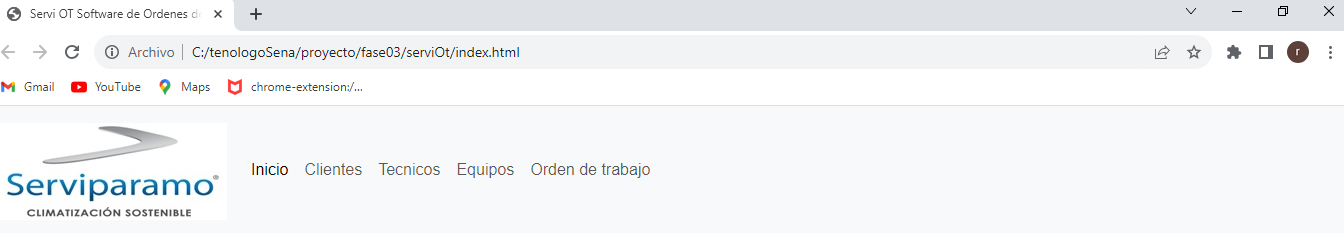 Servi OT Software de Ordenes d
Archivo C:/tenologoSena/proyecto/fase03/serviOt/index.html
r
Gmail YouTube Maps chrome-extension:/...
Inicio Clientes Tecnicos Equipos Orden de trabajo
Serviparamo®
CLIMATIZACIÓN SOSTENIBLE